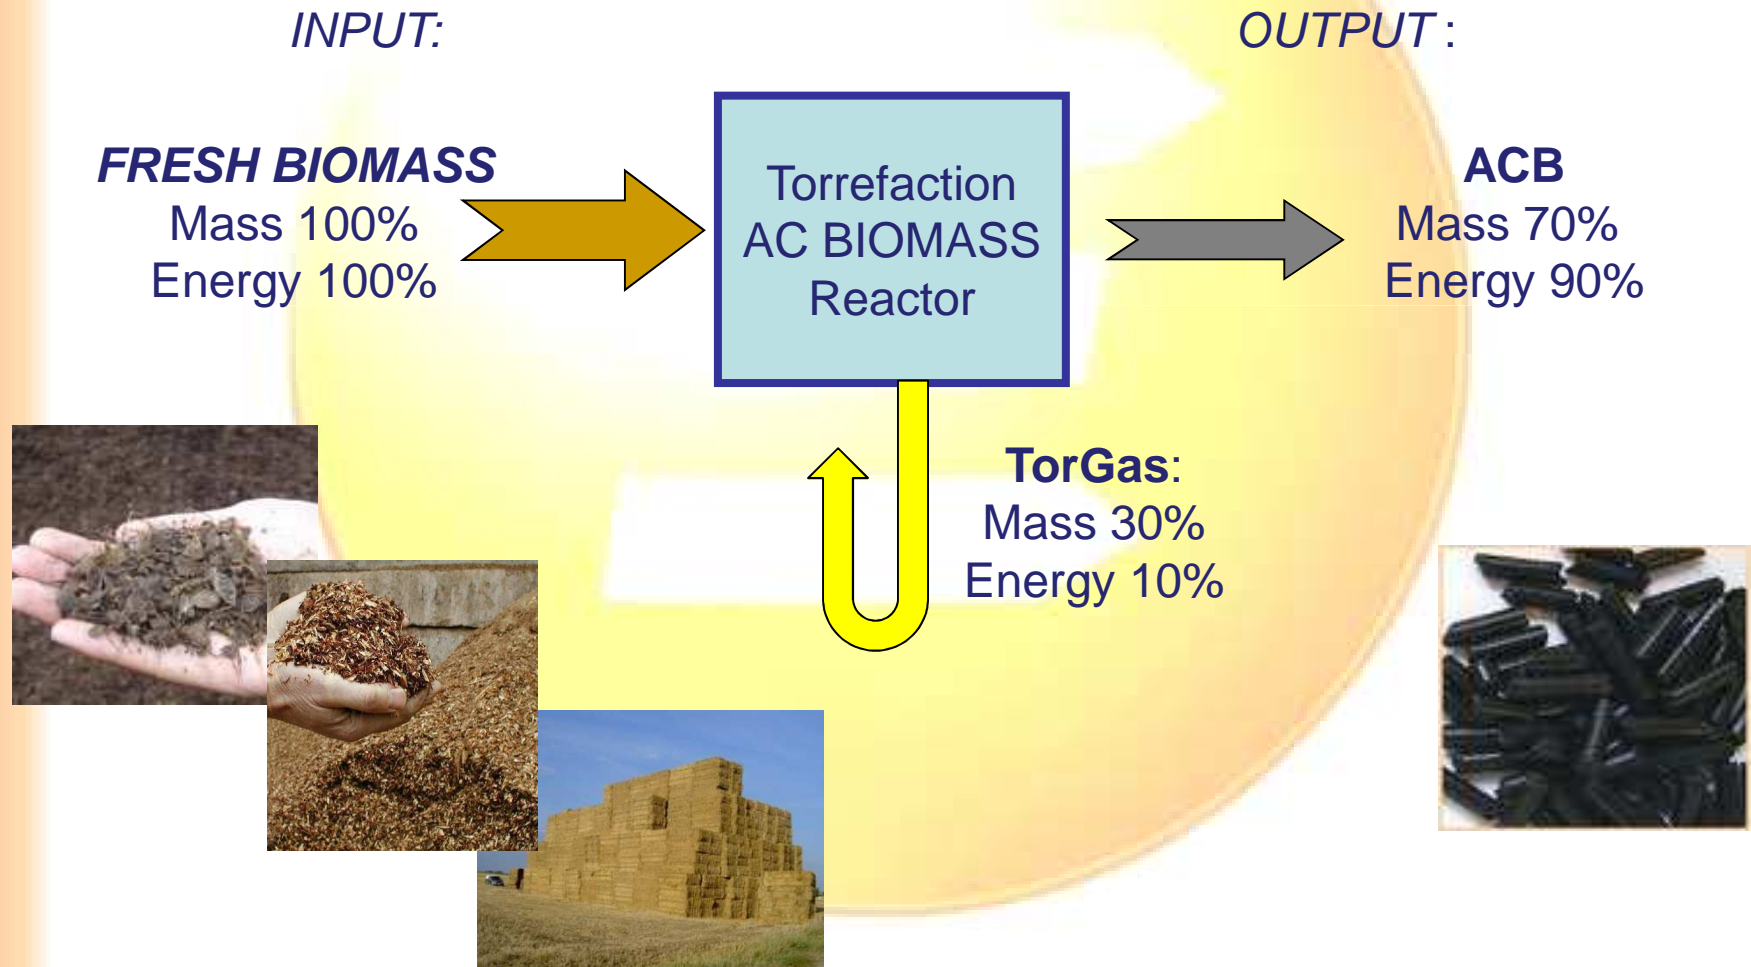 INPUT:
OUTPUT :
FRESH BIOMASS
Mass 100%
Energy 100%
Torrefaction
AC BIOMASS
Reactor
ACB
Mass 70%
Energy 90%
TorGas:
Mass 30%
Energy 10%